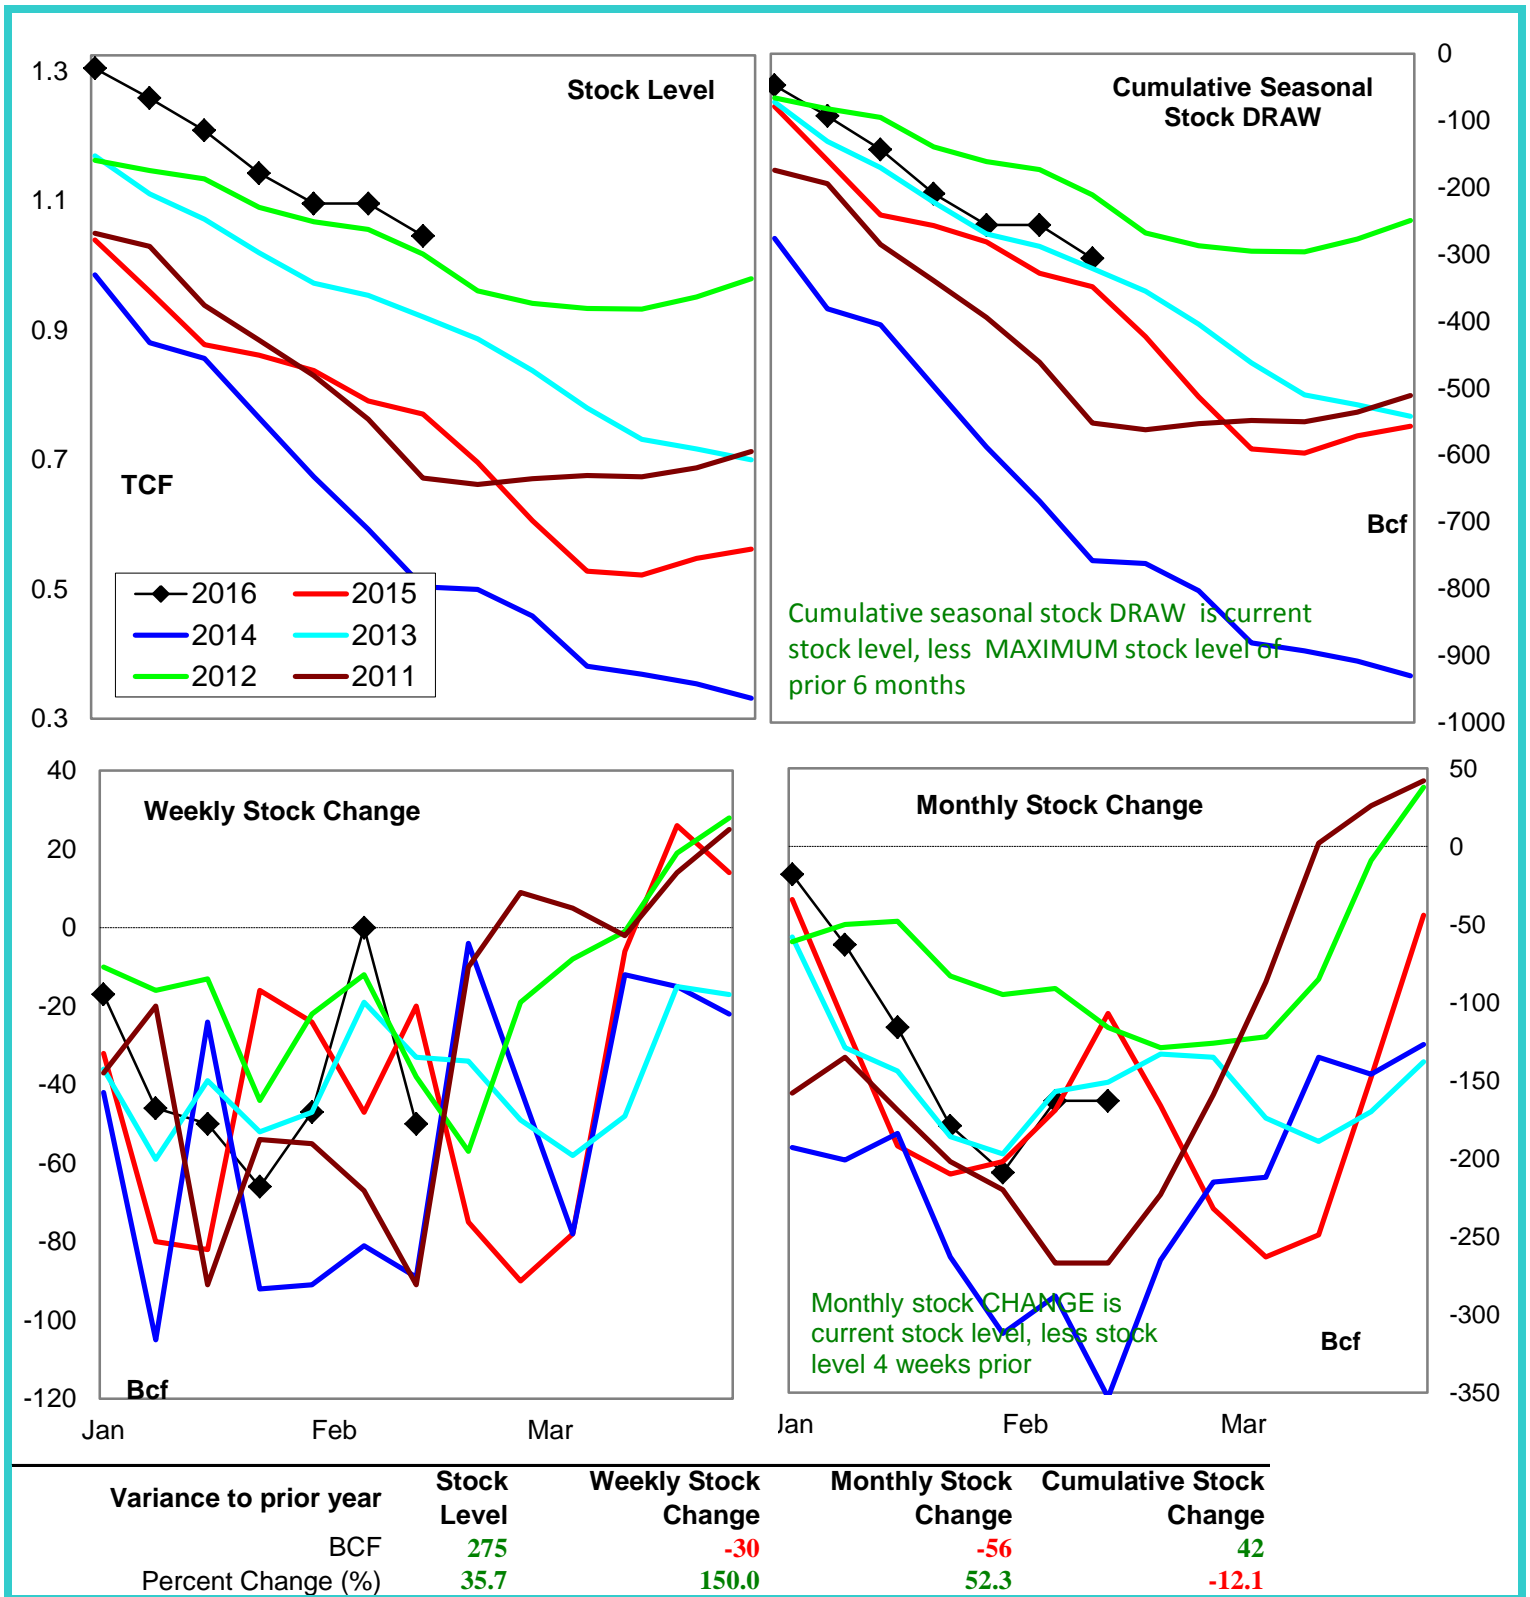 Stock Level
1.3
1.1
0.9
0.7
0.5
0.3
TCF
2016
2015
2014
2013
2012
2011
Cumulative Seasonal
Stock DRAW
0
-100
-200
-300
-400
-500
-600
-700
-800
-900
-1000
Bcf
Cumulative seasonal stock DRAW is current
stock level, less MAXIMUM stock level of
prior 6 months
Weekly Stock Change
40
20
0
-20
-40
-60
-80
-100
-120
Bcf
Jan
Feb
Mar
Monthly Stock Change
50
0
-50
-100
-150
-200
-250
-300
-350
Monthly stock CHANGE is
current stock level, less stock
level 4 weeks prior
Bcf
Jan
Feb
Mar
Variance to prior year
Stock
Level
Weekly Stock
Change
Monthly Stock
Change
Cumulative Stock
Change
BCF 275 -30 -56 42
Percent Change (%) 35.7 150.0 52.3 -12.1